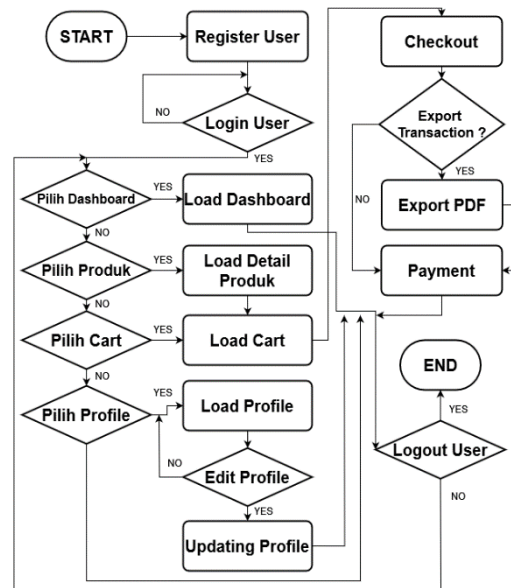 START
Register User
NO
Login User
YES
Pilih Dashboard
YES
Load Dashboard
NO
Pilih Produk
YES
Load Detail
Produk
NO
Pilih Cart
YES
Load Cart
NO
Pilih Profile
YES
Load Profile
NO
Edit Profile
YES
Updating Profile
Checkout
Export
Transaction ?
YES
NO
Export PDF
Payment
END
YES
Logout User
NO